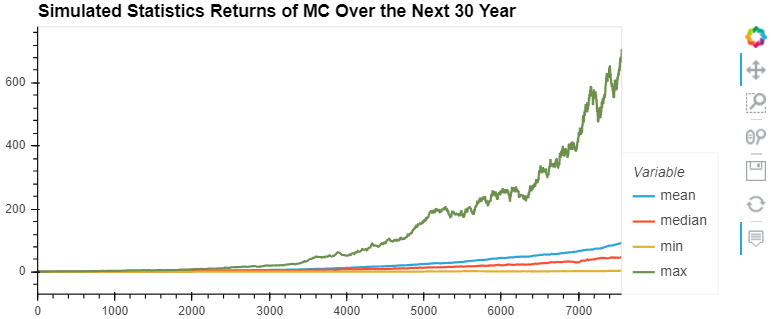 Simulated Statistics Returns of MC Over the Next 30 Year
600
400
200
0
0 1000 2000 3000 4000 5000 6000 7000
Variable
mean
median
min
max